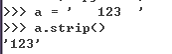 >>> a = '   123  '
>>> a.strip()
'123'